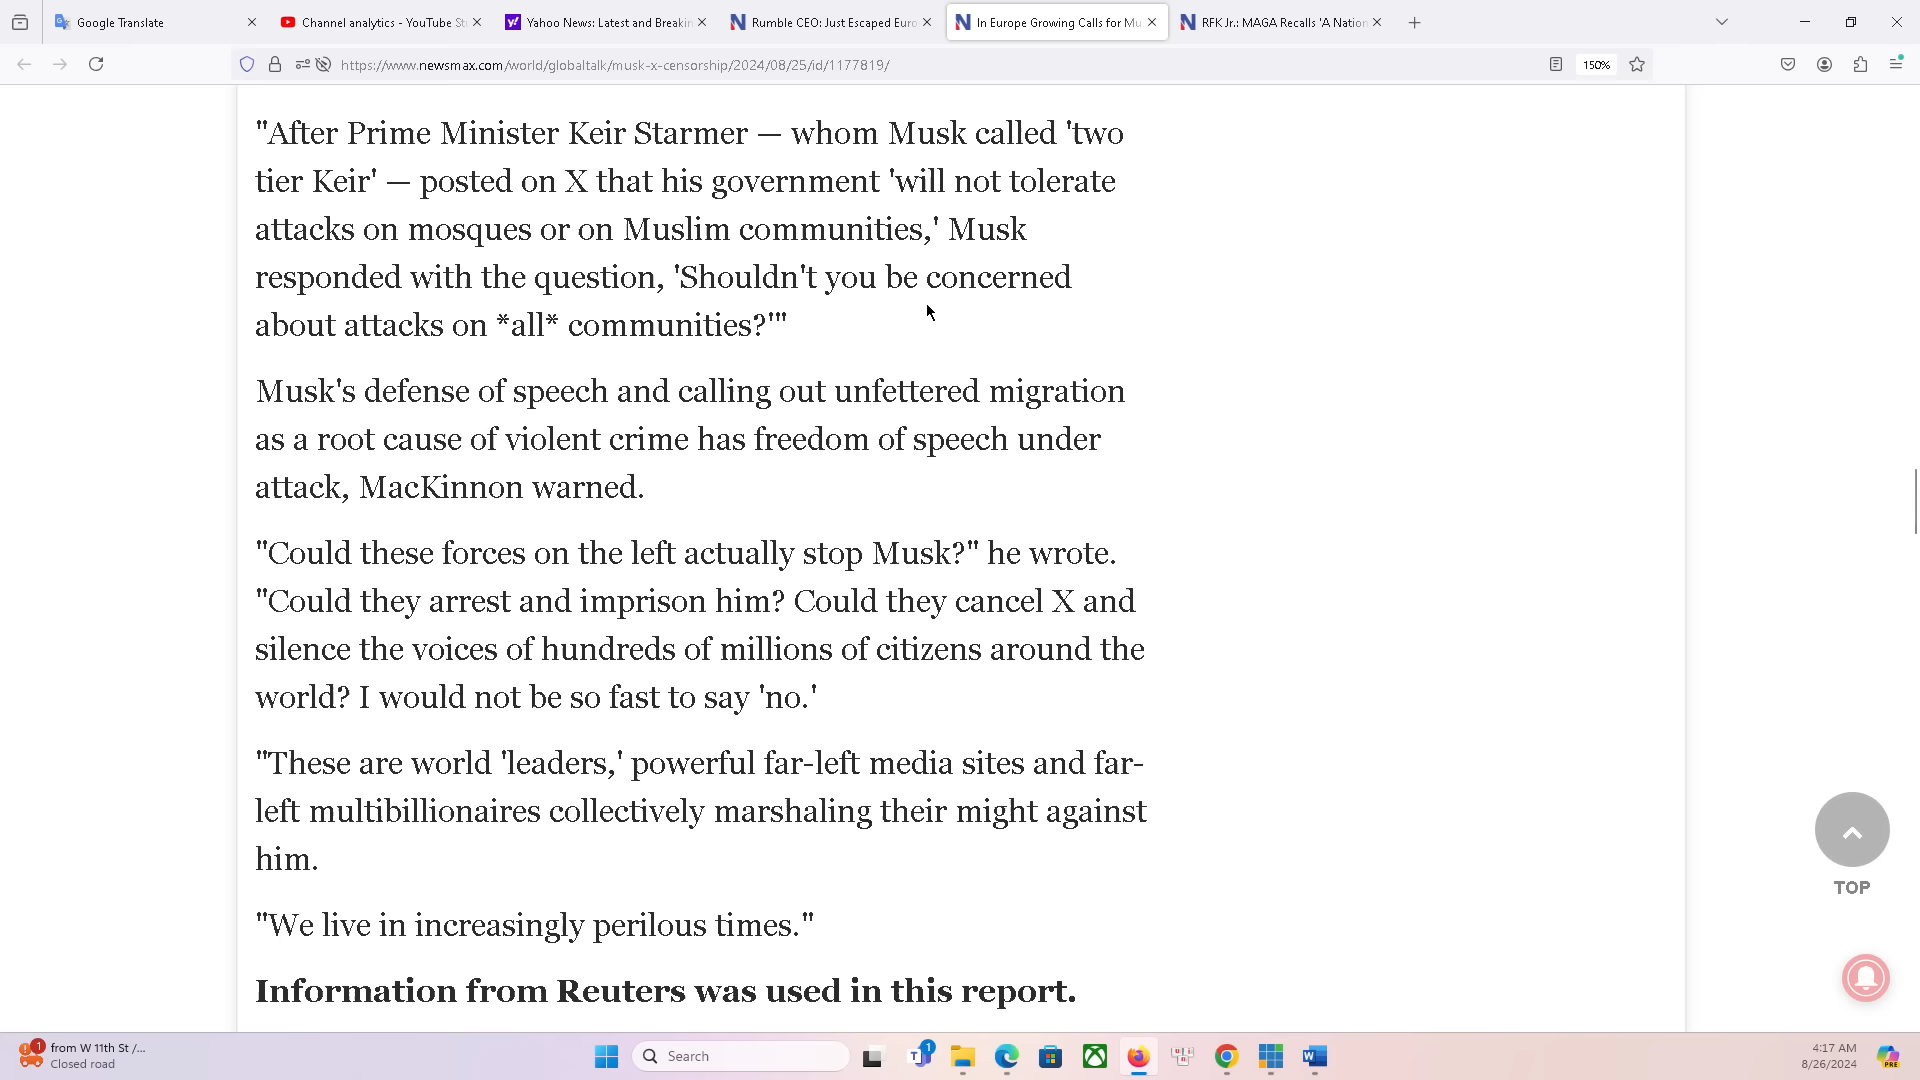 Google Translate
Channel analytics - YouTube St
Yahoo News: Latest and Breakin
Rumble CEO: Just Escaped Euro
In Europe Growing Calls for Mu
RFK Jr.: MAGA Recalls 'A Nation
https://www.newsmax.com/world/globaltalk/musk-x-censorship/2024/08/25/id/1177819/
150%
"After Prime Minister Keir Starmer — whom Musk called 'two
tier Keir' — posted on X that his government 'will not tolerate
attacks on mosques or on Muslim communities,' Musk
responded with the question, 'Shouldn't you be concerned
about attacks on *all* communities?'"
Musk's defense of speech and calling out unfettered migration
as a root cause of violent crime has freedom of speech under
attack, MacKinnon warned.
"Could these forces on the left actually stop Musk?" he wrote.
"Could they arrest and imprison him? Could they cancel X and
silence the voices of hundreds of millions of citizens around the
world? I would not be so fast to say 'no.'
"These are world 'leaders,' powerful far-left media sites and far-
left multibillionaires collectively marshaling their might against
him.
"We live in increasingly perilous times."
Information from Reuters was used in this report.
TOP
1
from W 11th St /...
Closed road
Search
1
4:17 AM
8/26/2024
PRE